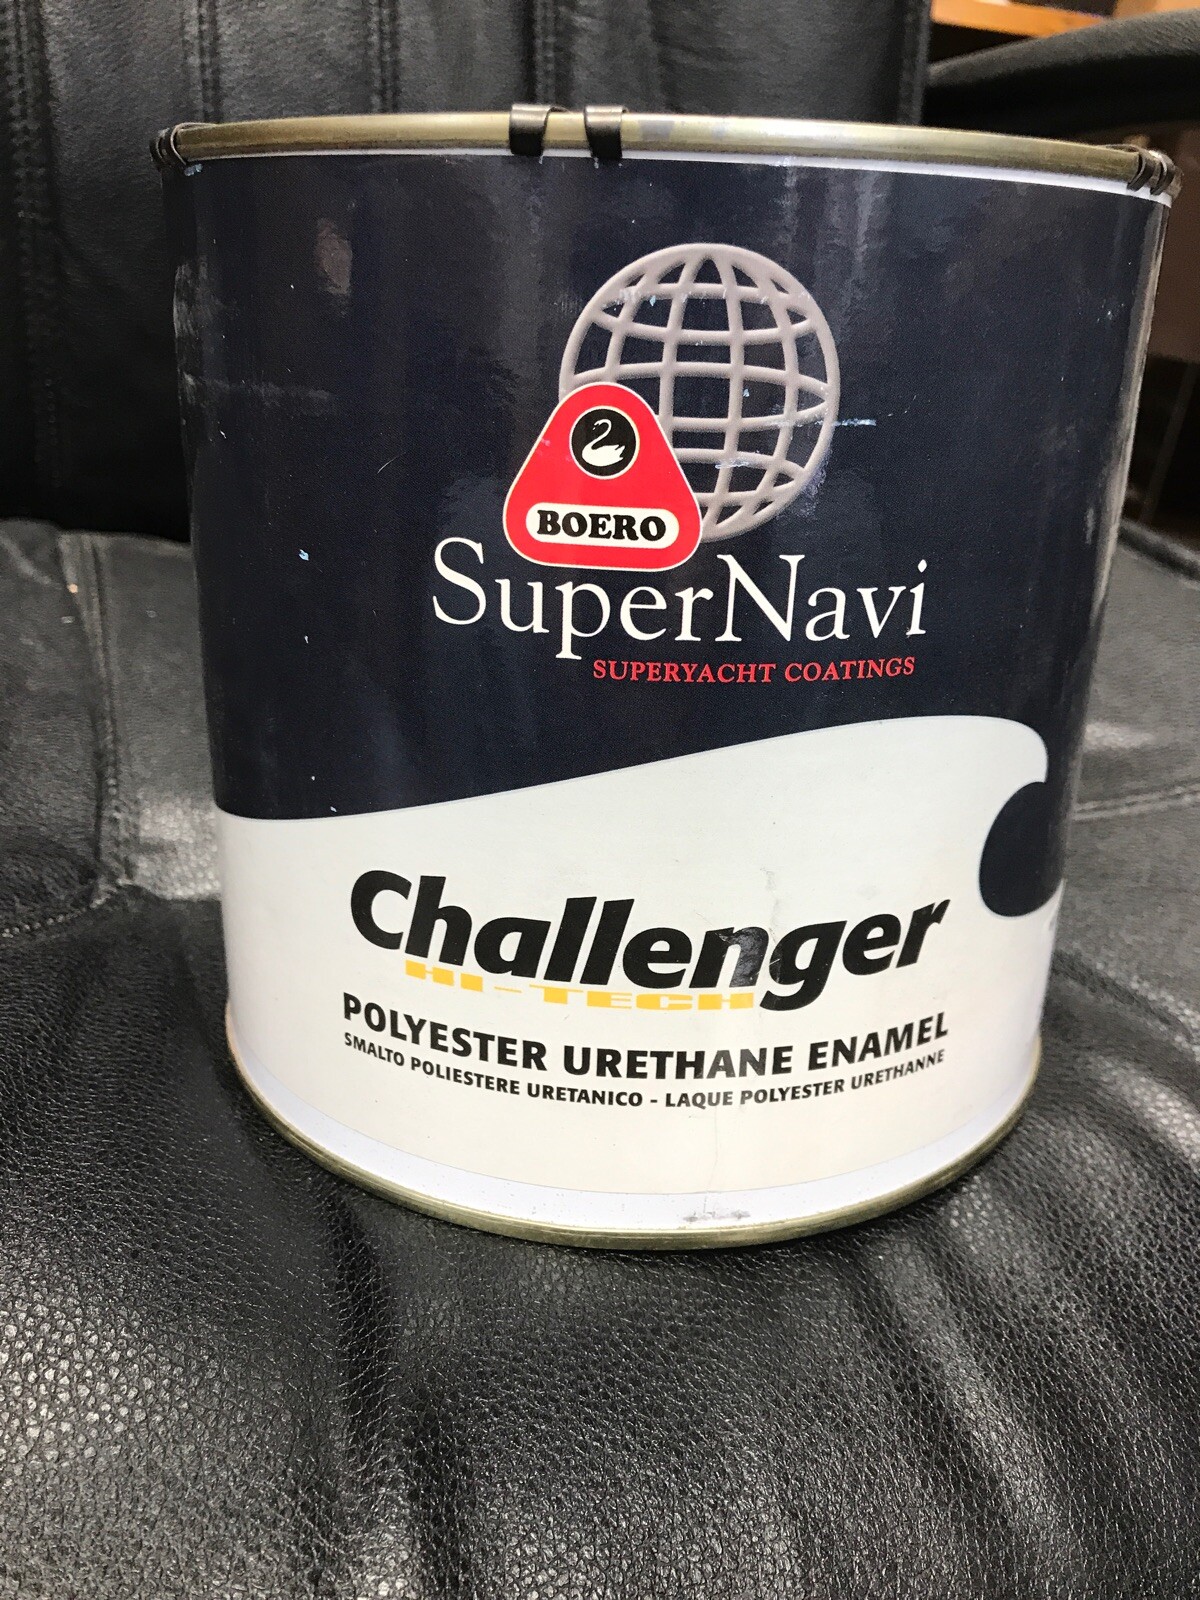 BOERO
SuperNavi
SUPERYACHT COATINGS
Challenger
HI-TECH
POLYESTER URETHANE ENAMEL
SMALTO POLIESTERE URETANICO - LAQUE POLYESTER URETHANNE